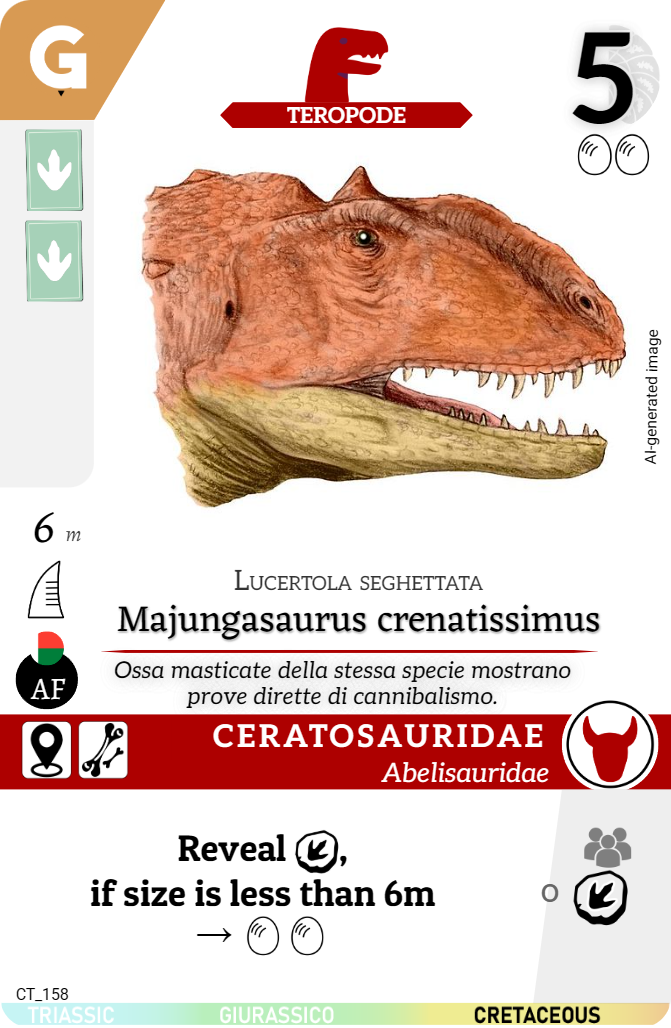 G
TEROPODE
5
AI-generated image
6 m
AF
LUCERTOLA SEGHETTATA
Majungasaurus crenatissimus
Ossa masticate della stessa specie mostrano
prove dirette di cannibalismo.
CERATOSAURIDAE
Abelisauridae
Reveal ,
if size is less than 6m
→
O
CT_158
TRIASSIC GIURASSICO CRETACEOUS